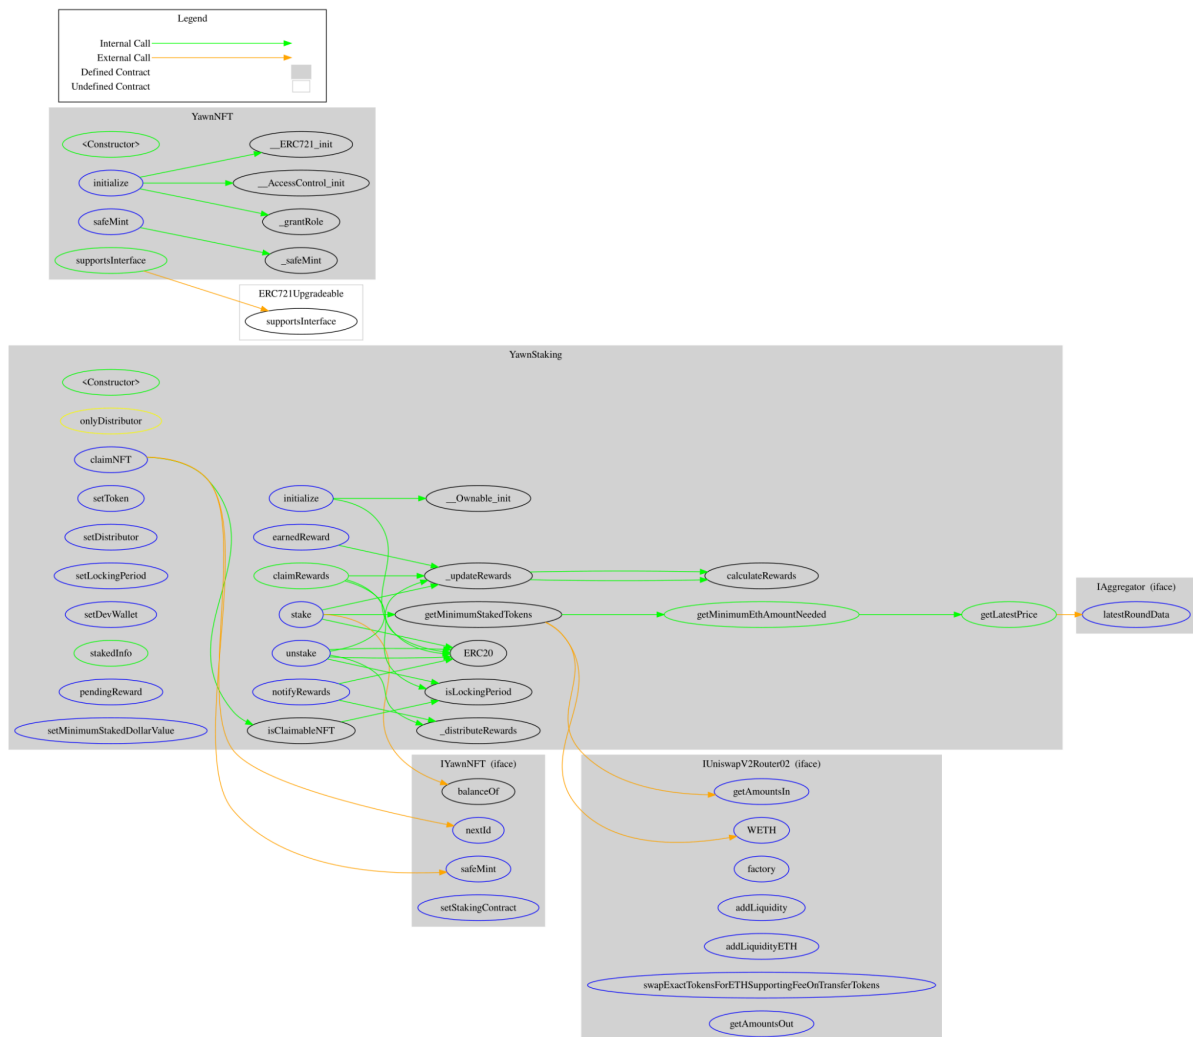 Legend
Internal Call
External Call
Defined Contract
Undefined Contract
YawnNFT
<Constructor>
__ERC721_init
initialize
__AccessControl_init
safeMint
_grantRole
supportsInterface
_safeMint
ERC721Upgradeable
supportsInterface
YawnStaking
<Constructor>
onlyDistributor
claimNFT
setToken
initialize
__Ownable_init
setDistributor
earnedReward
setLockingPeriod
claimRewards
_updateRewards
calculateRewards
IAggregator (iface)
setDevWallet
stake
getMinimumStakedTokens
getMinimumEthAmountNeeded
getLatestPrice
latestRoundData
stakedInfo
unstake
ERC20
pendingReward
notifyRewards
isLockingPeriod
setMinimumStakedDollarValue
isClaimableNFT
_distributeRewards
IYawnNFT (iface)
balanceOf
nextId
safeMint
setStakingContract
IUniswapV2Router02 (iface)
getAmountsIn
WETH
factory
addLiquidity
addLiquidityETH
swapExactTokensForETHSupportingFeeOnTransferTokens
getAmountsOut